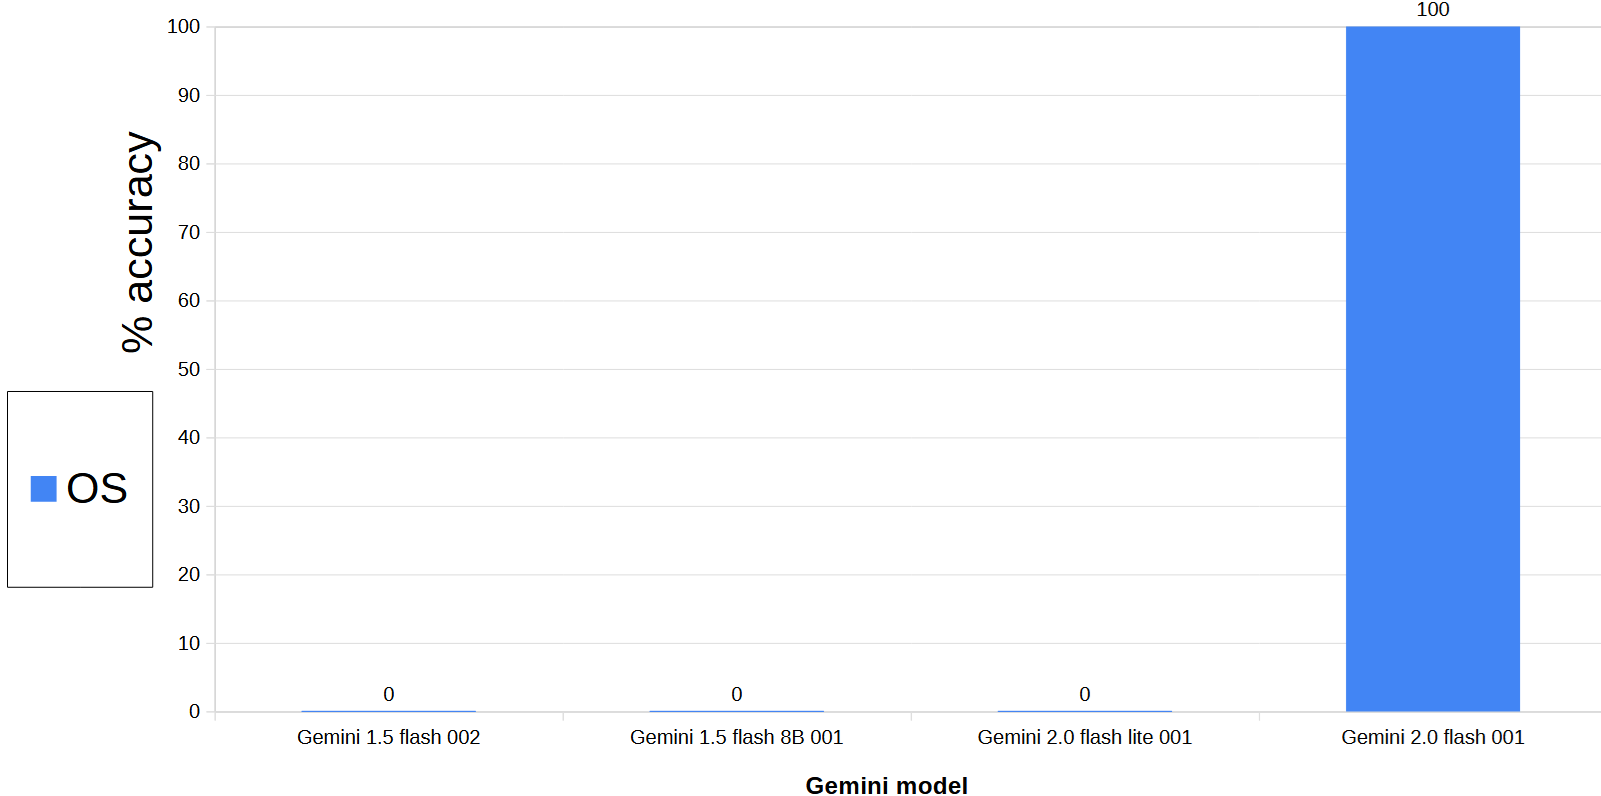 100
100
90
80
70
60
50
40
30
20
10
0
% accuracy
OS
0
0
0
Gemini 1.5 flash 002
Gemini 1.5 flash 8B 001
Gemini 2.0 flash lite 001
Gemini 2.0 flash 001
Gemini model